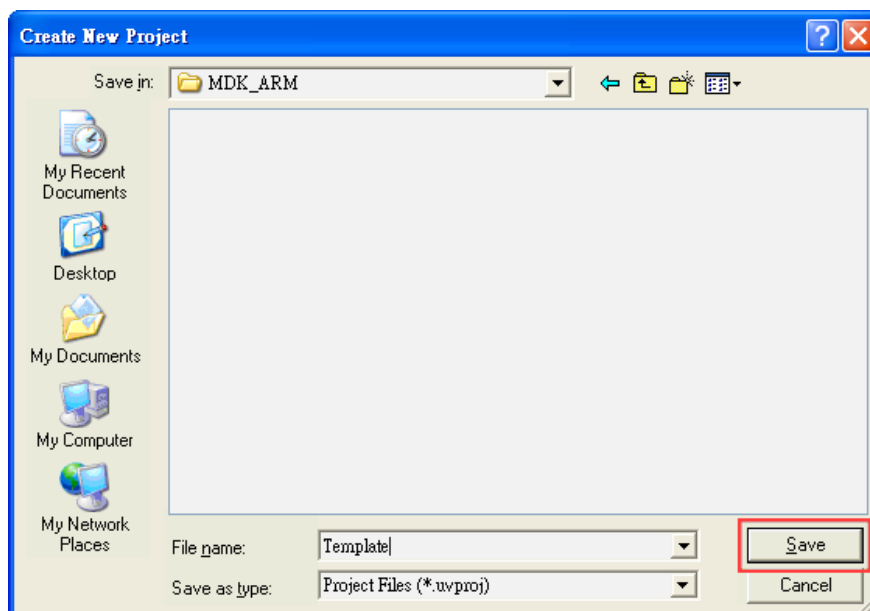 Create New Project
Save in:
MDK_ARM
My Recent
Documents
Desktop
My Documents
My Computer
My Network
Places
File name:
Template
Save
Save as type:
Project Files (*.uvproj)
Cancel